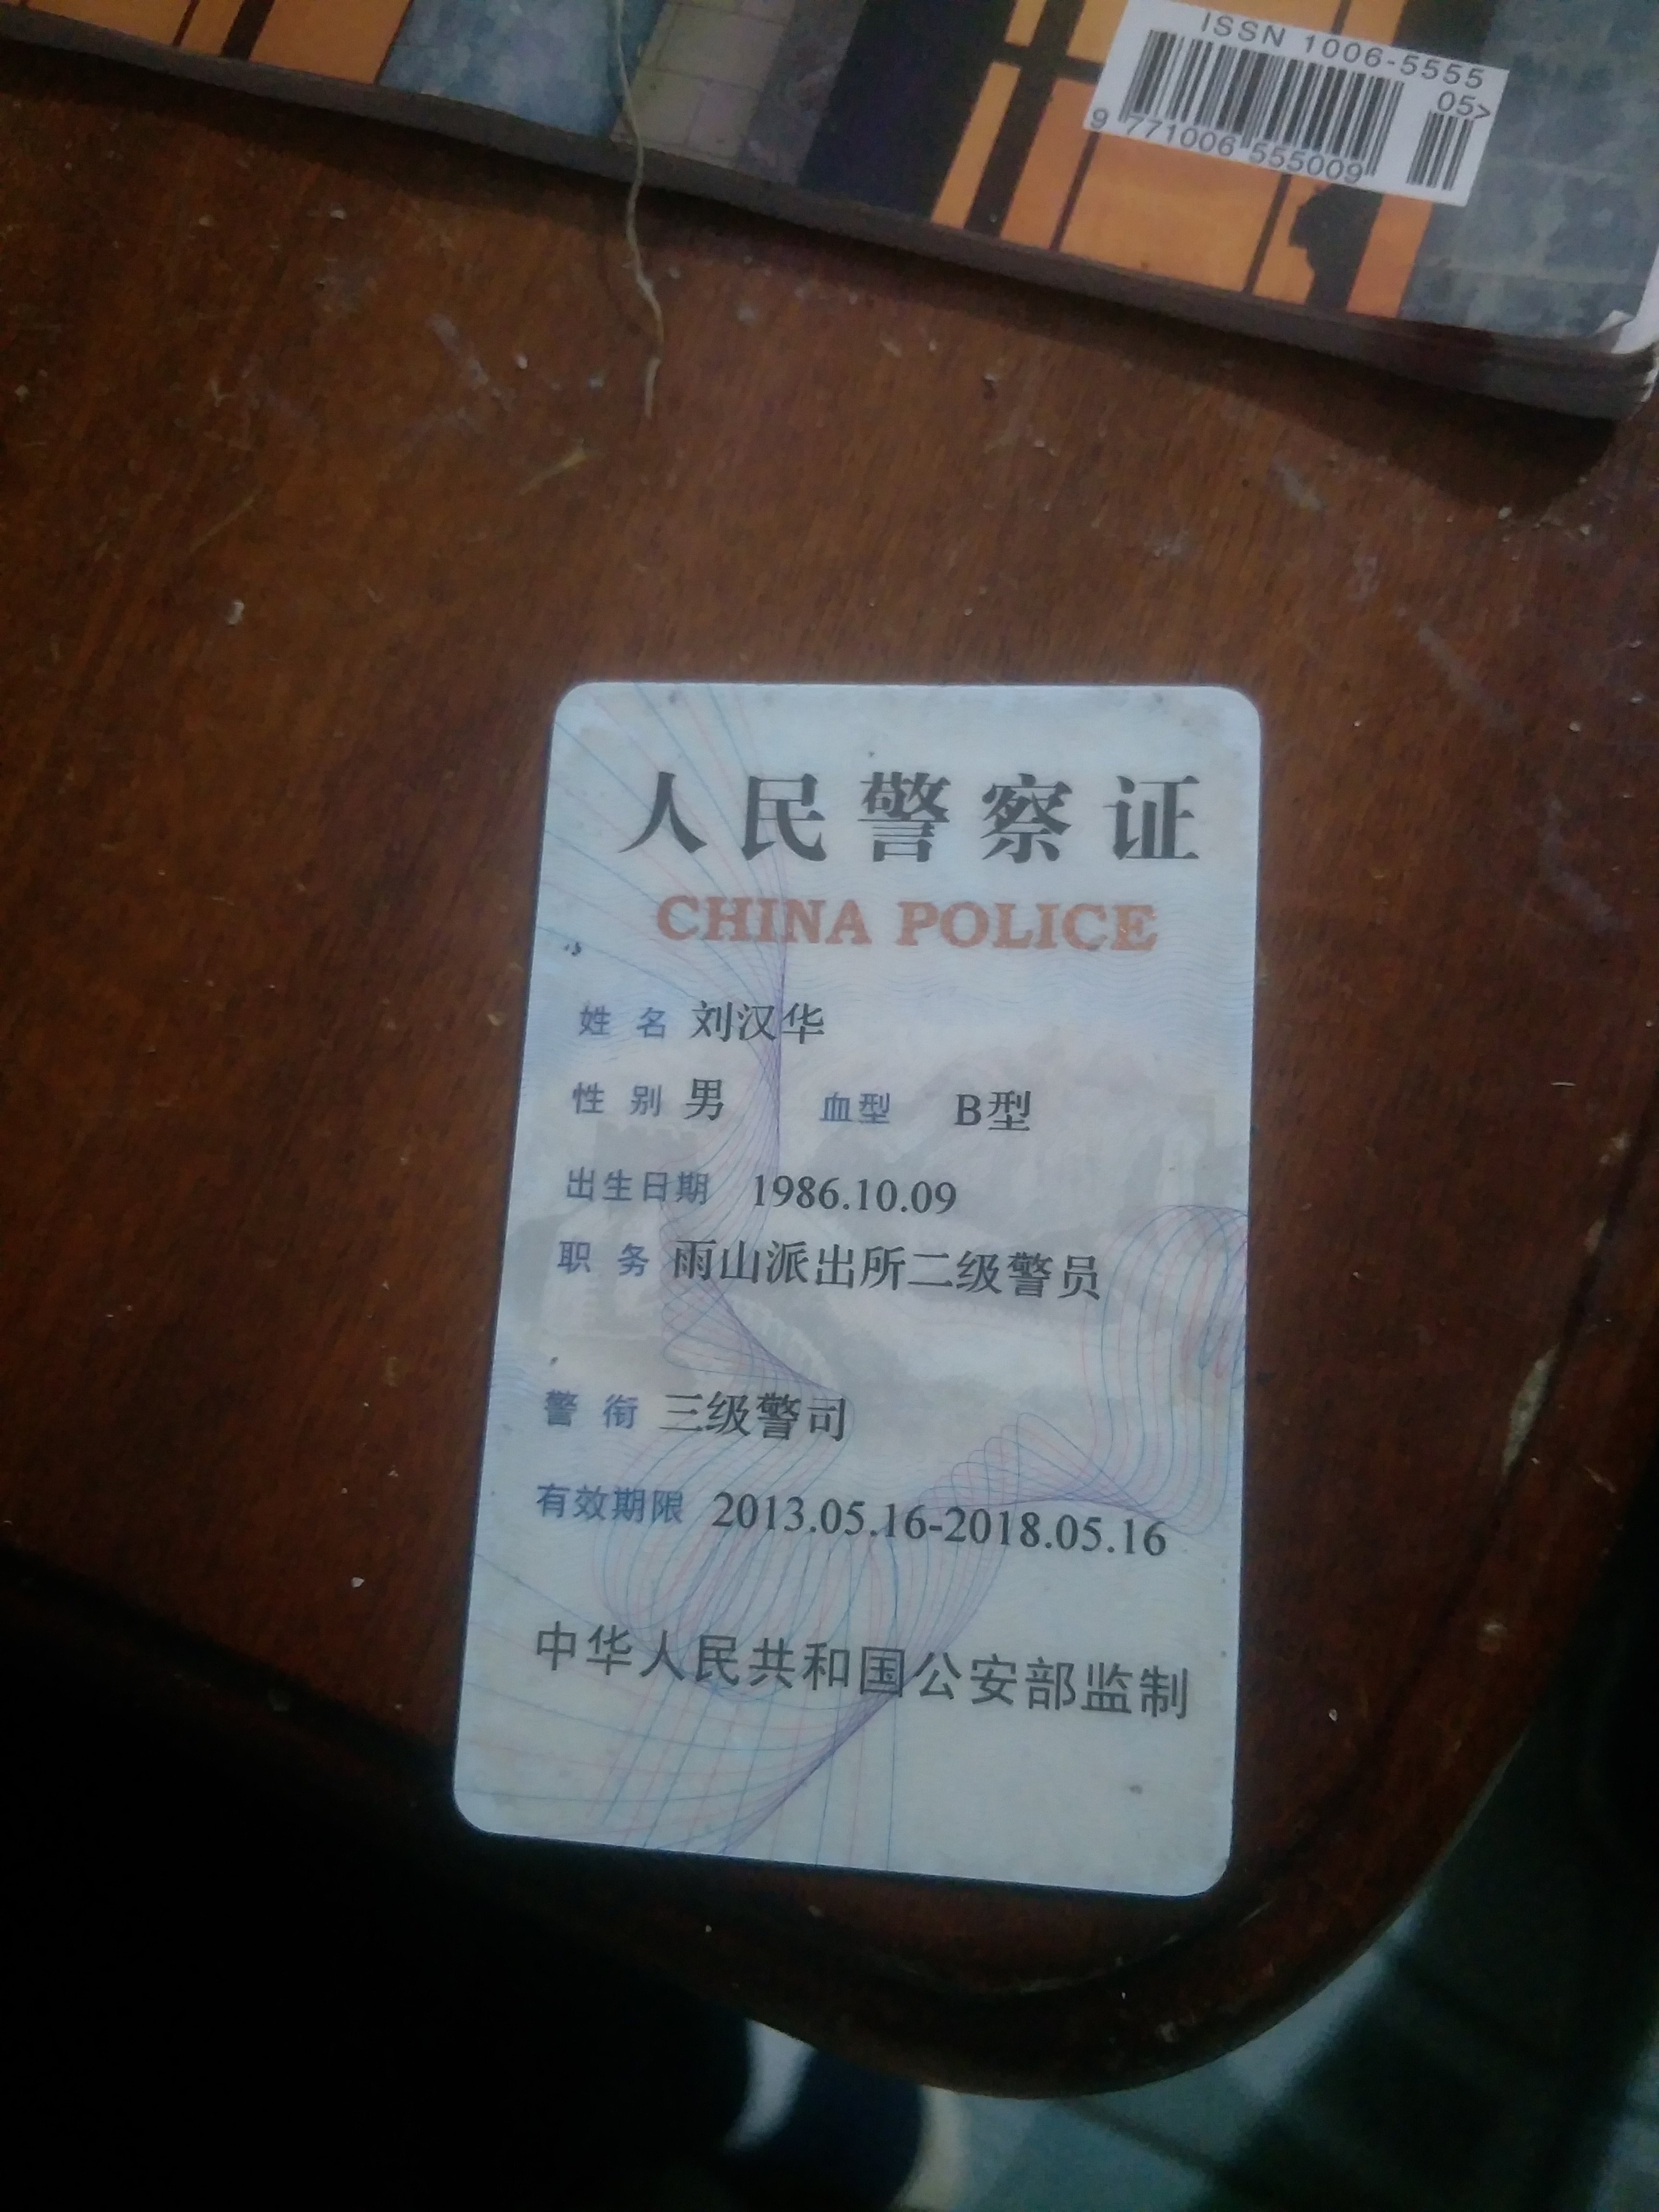 ISSN 1006-5555
05>
9 771006 555009
人民警察证
CHINA POLICE
姓 名 刘汉华
性 别 男 血型 B型
出生日期 1986.10.09
职 务 雨山派出所二级警员
警 衔 三级警司
有效期限 2013.05.16-2018.05.16
中华人民共和国公安部监制